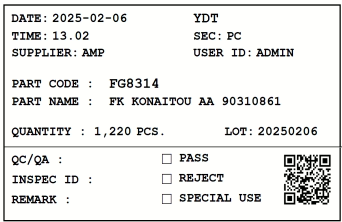 DATE: 2025-02-06 YDT
TIME: 13.02 SEC: PC
SUPPLIER: AMP USER ID: ADMIN
PART CODE : FG8314
PART NAME : FK KONAITOU AA 90310861
QUANTITY : 1,220 PCS. LOT: 20250206
QC/QA : □ PASS
INSPEC ID : □ REJECT
REMARK : □ SPECIAL USE